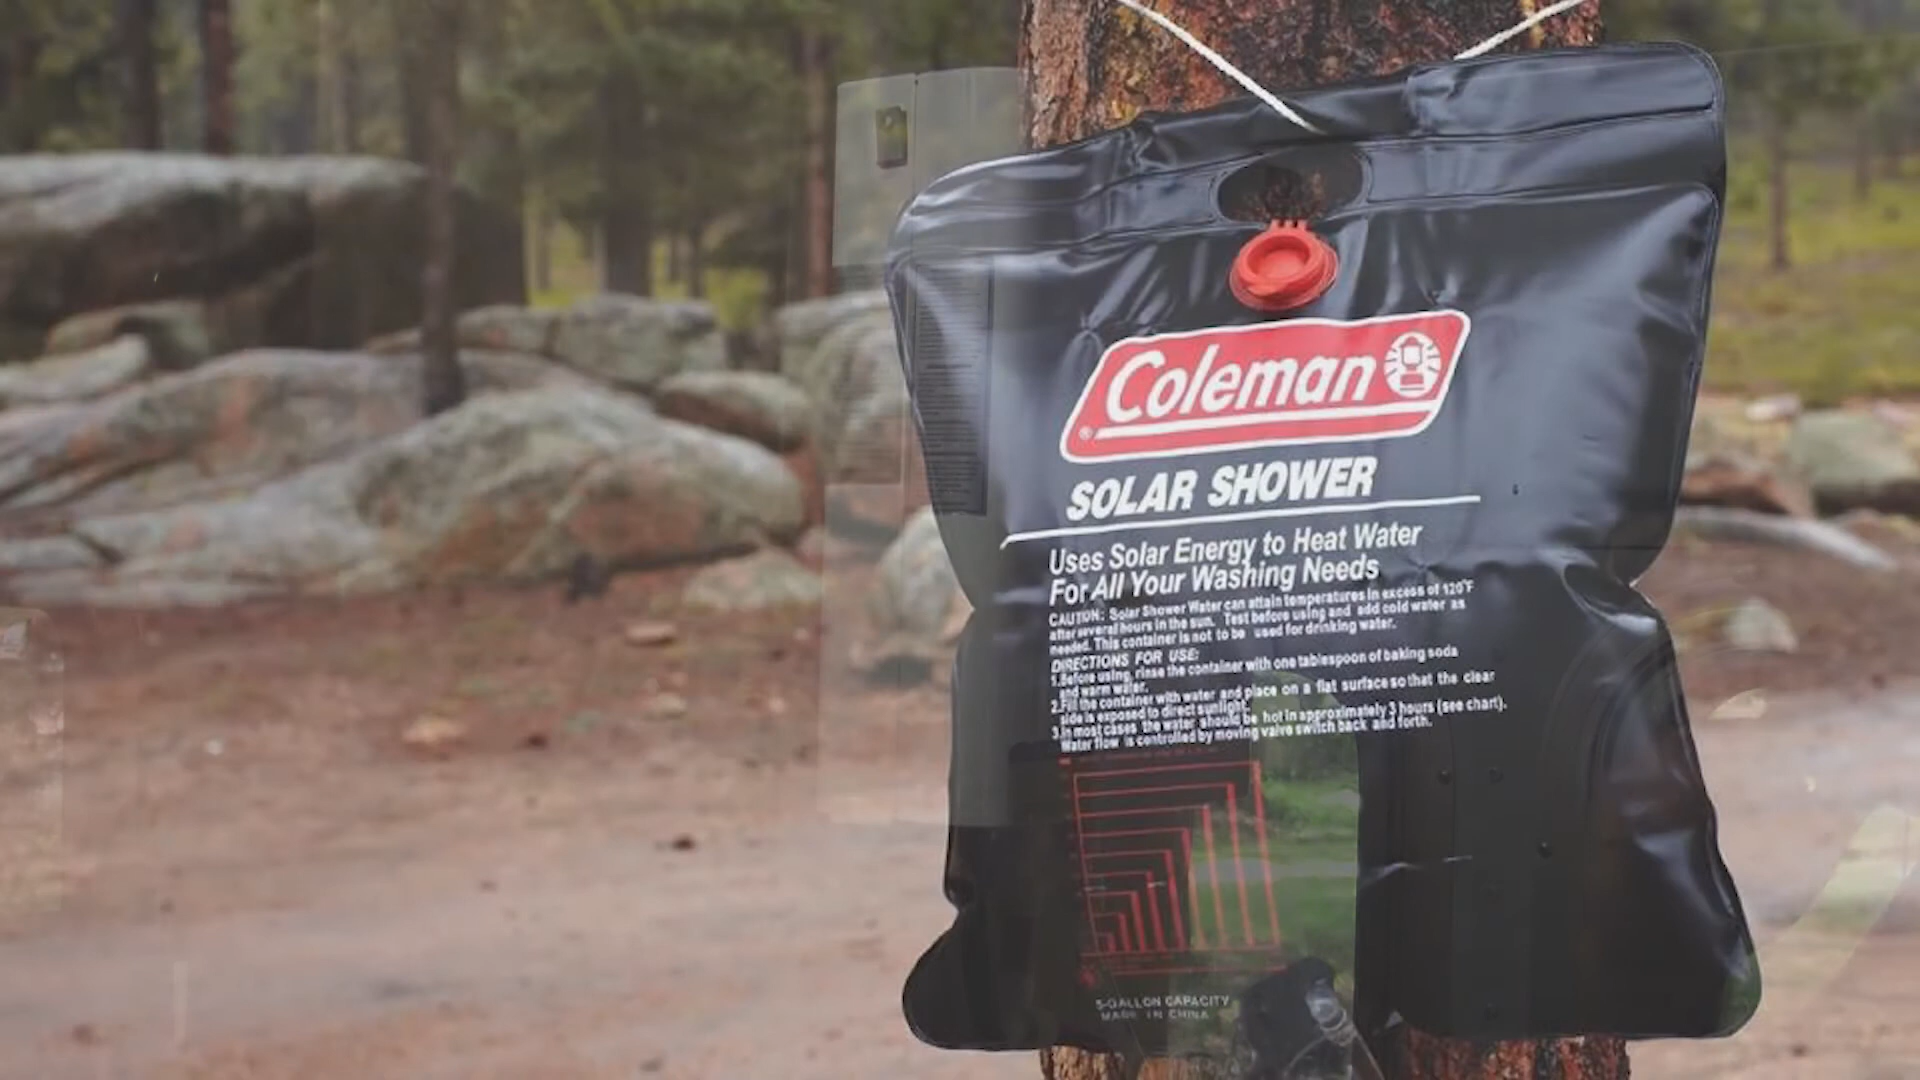 Coleman
®
SOLAR SHOWER
Uses Solar Energy to Heat Water
For All Your Washing Needs
CAUTION: Solar Shower Water can attain temperatures in excess of 120°F
after several hours in the sun. Test before using and add cold water as
needed. This container is not to be used for drinking water.
DIRECTIONS FOR USE:
1.Before using, rinse the container with one tablespoon of baking soda
and warm water.
2.Fill the container with water and place on a flat surface so that the clear
side is exposed to direct sunlight.
3.In most cases the water should be hot in approximately 3 hours (see chart).
Water flow is controlled by moving valve switch back and forth.
5-GALLON CAPACITY
MADE IN CHINA